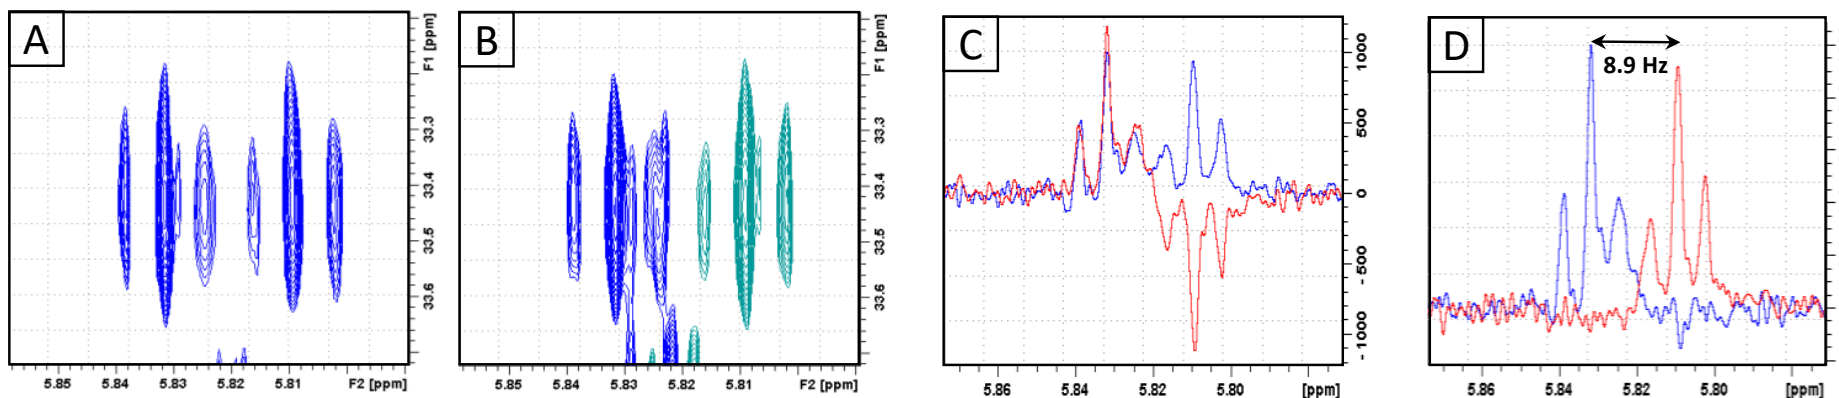 A
F1 [ppm]
33.3
33.4
33.5
33.6
5.85 5.84 5.83 5.82 5.81 F2 [ppm]
B
F1 [ppm]
33.3
33.4
33.5
33.6
5.85 5.84 5.83 5.82 5.81 F2 [ppm]
C
1000
500
0
-500
-1000
5.86 5.84 5.82 5.80 [ppm]
D
8.9 Hz
5.86 5.84 5.82 5.80 [ppm]